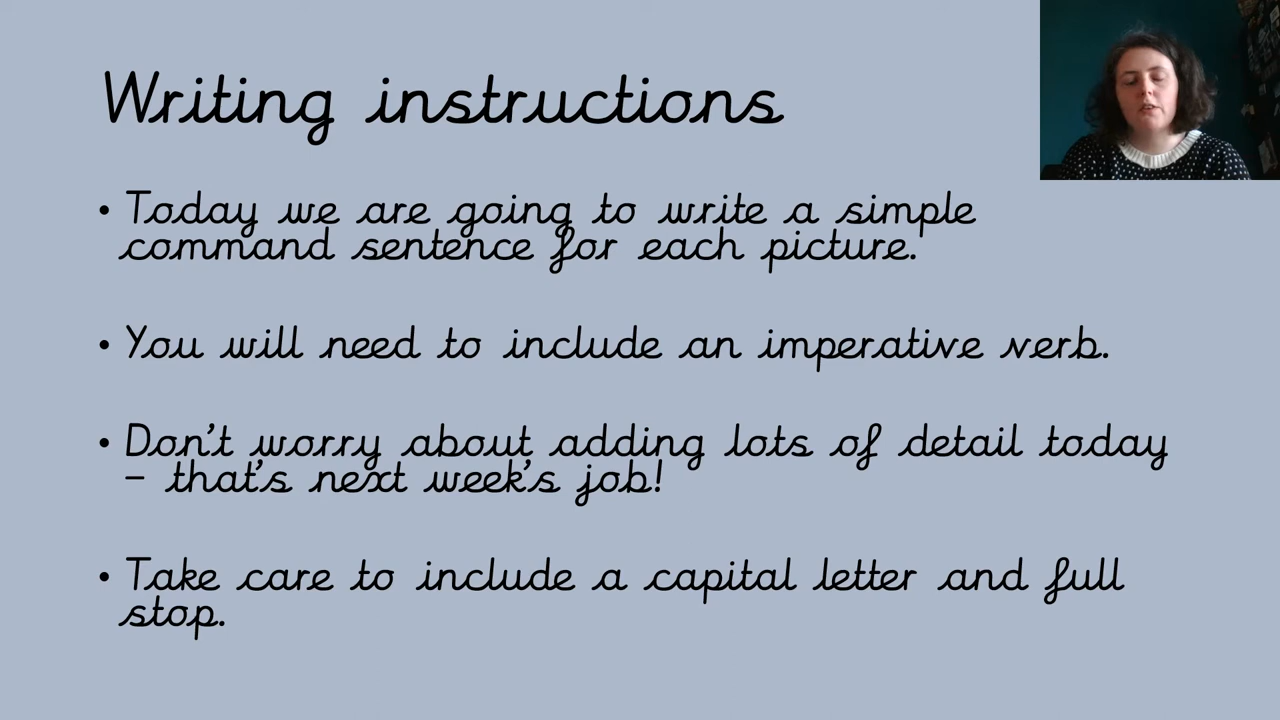 Writing instructions
• Today we are going to write a simple
command sentence for each picture.
• You will need to include an imperative verb.
• Don't worry about adding lots of detail today
– that's next week's job!
• Take care to include a capital letter and full
stop.